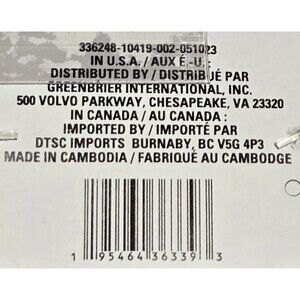 336248-10419-002-051023
IN U.S.A. / AUX É.-U. :
DISTRIBUTED BY / DISTRIBUÉ PAR
GREENBRIER INTERNATIONAL, INC.
500 VOLVO PARKWAY, CHESAPEAKE, VA 23320
IN CANADA / AU CANADA :
IMPORTED BY / IMPORTÉ PAR
DTSC IMPORTS BURNABY, BC V5G 4P3
MADE IN CAMBODIA / FABRIQUÉ AU CAMBODGE
1 95464 36339 3